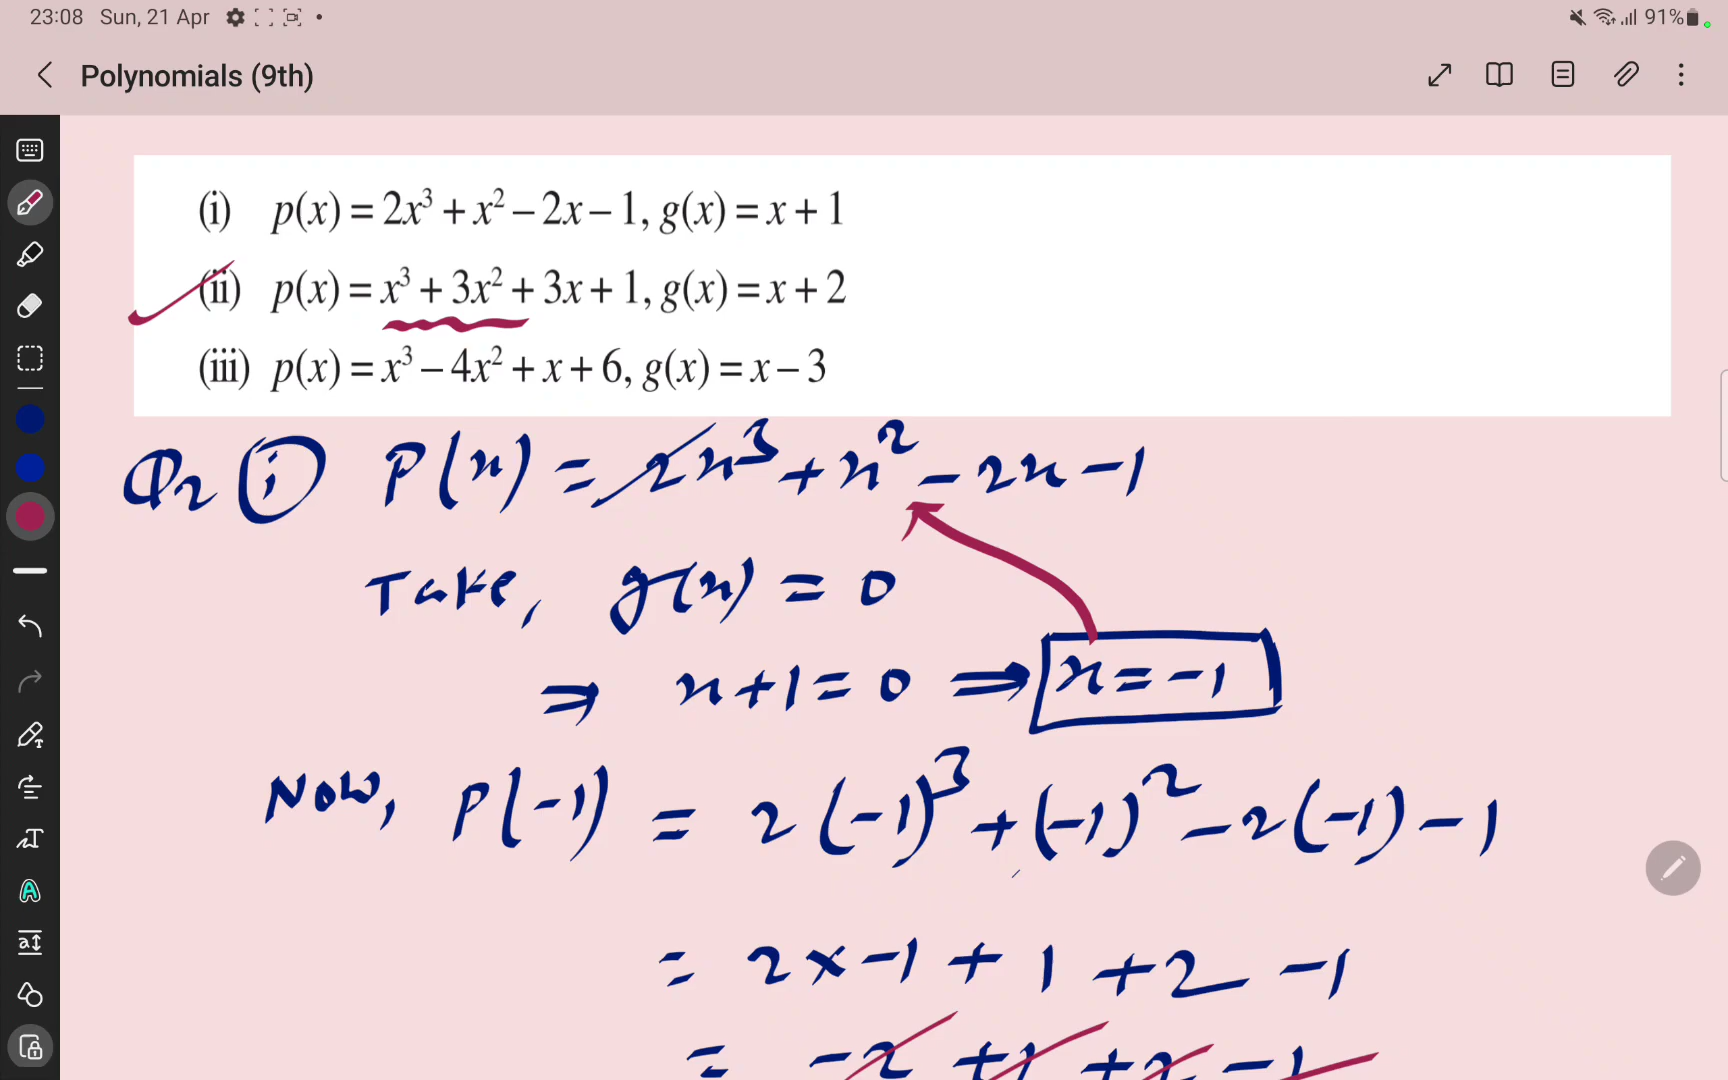 23:08 Sun, 21 Apr 91%
Polynomials (9th)
(i) p(x) = 2x³ + x² – 2x – 1, g(x) = x + 1
(ii) p(x) = x³ + 3x² + 3x + 1, g(x) = x + 2
(iii) p(x) = x³ – 4x² + x + 6, g(x) = x – 3
Q2 (i) P(x) = 2x³ + x² - 2x - 1
Take, g(x) = 0
⇒ x + 1 = 0 ⇒ x = -1
Now, P(-1) = 2(-1)³ + (-1)² - 2(-1) - 1
= 2x-1 + 1 + 2 - 1
= -2 + 1 + 2 - 1